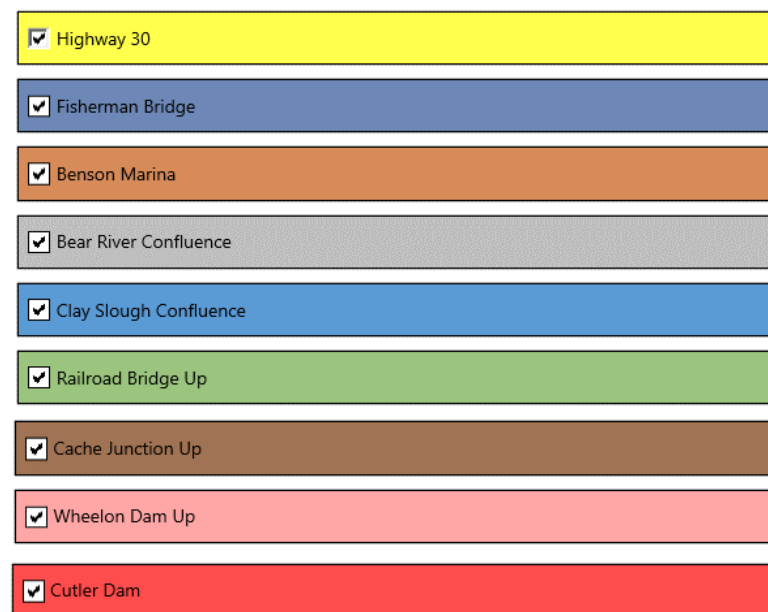 Highway 30
Fisherman Bridge
Benson Marina
Bear River Confluence
Clay Slough Confluence
Railroad Bridge Up
Cache Junction Up
Wheelon Dam Up
Cutler Dam